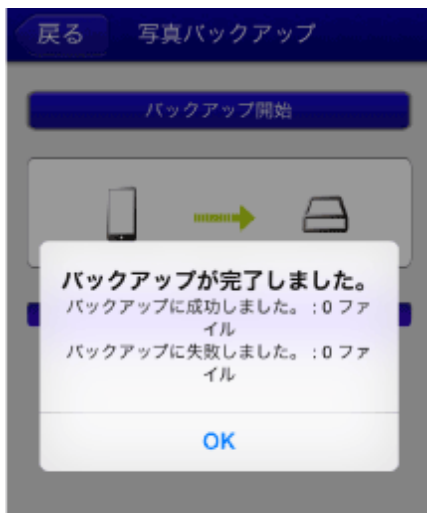 戻る 写真バックアップ
バックアップ開始
バックアップが完了しました。
バックアップに成功しました。:0 ファ
イル
バックアップに失敗しました。:0 ファ
イル
OK